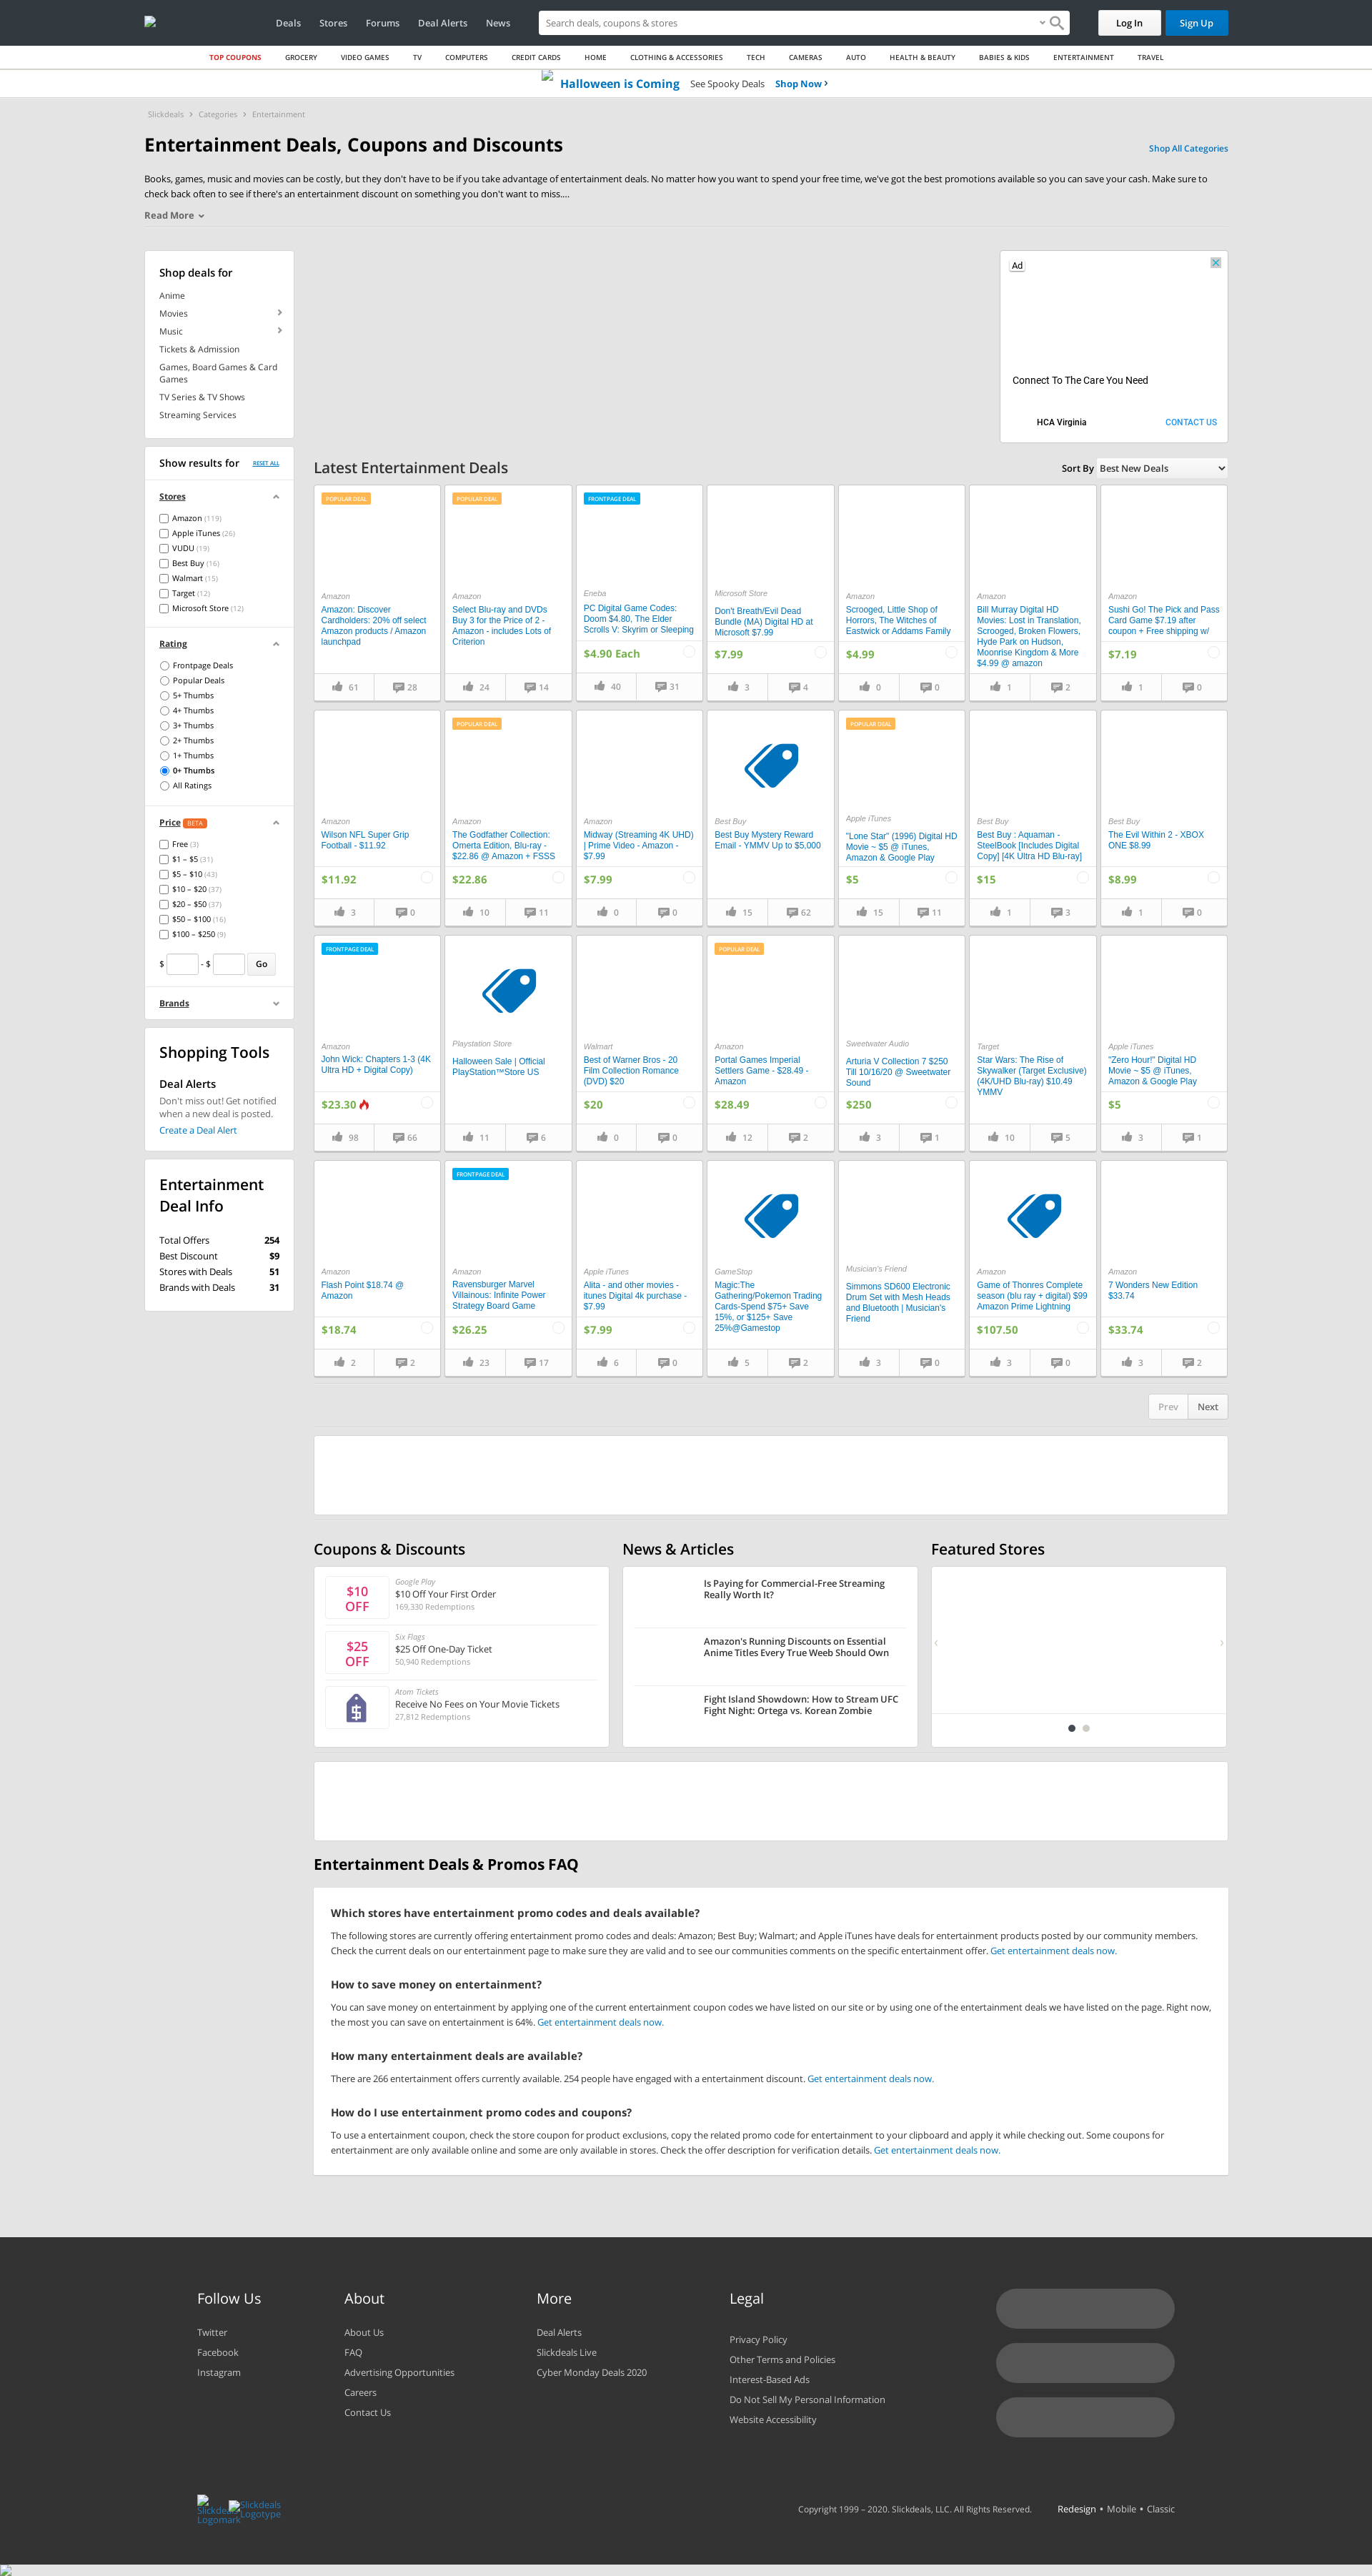 Deals Stores Forums Deal Alerts News Search deals, coupons & stores Log In Sign Up
TOP COUPONS GROCERY VIDEO GAMES TV COMPUTERS CREDIT CARDS HOME CLOTHING & ACCESSORIES TECH CAMERAS AUTO HEALTH & BEAUTY BABIES & KIDS ENTERTAINMENT TRAVEL
Halloween is Coming See Spooky Deals Shop Now
Slickdeals Categories Entertainment
Entertainment Deals, Coupons and Discounts
Shop All Categories
Books, games, music and movies can be costly, but they don't have to be if you take advantage of entertainment deals. No matter how you want to spend your free time, we've got the best promotions available so you can save your cash. Make sure to
check back often to see if there's an entertainment discount on something you don't want to miss....
Read More
Shop deals for
Anime
Movies
Music
Tickets & Admission
Games, Board Games & Card
Games
TV Series & TV Shows
Streaming Services
Ad
Connect To The Care You Need
HCA Virginia CONTACT US
Show results for RESET ALL
Stores
Amazon (119)
Apple iTunes (26)
VUDU (19)
Best Buy (16)
Walmart (15)
Target (12)
Microsoft Store (12)
Rating
Frontpage Deals
Popular Deals
5+ Thumbs
4+ Thumbs
3+ Thumbs
2+ Thumbs
1+ Thumbs
0+ Thumbs
All Ratings
Price BETA
Free (3)
$1 – $5 (31)
$5 – $10 (43)
$10 – $20 (37)
$20 – $50 (37)
$50 – $100 (16)
$100 – $250 (9)
$ - $ Go
Brands
Shopping Tools
Deal Alerts
Don't miss out! Get notified
when a new deal is posted.
Create a Deal Alert
Entertainment
Deal Info
Total Offers 254
Best Discount $9
Stores with Deals 51
Brands with Deals 31
Latest Entertainment Deals
Sort By Best New Deals
POPULAR DEAL
Amazon
Amazon: Discover
Cardholders: 20% off select
Amazon products / Amazon
launchpad
61 28
POPULAR DEAL
Amazon
Select Blu-ray and DVDs
Buy 3 for the Price of 2 -
Amazon - includes Lots of
Criterion
24 14
FRONTPAGE DEAL
Eneba
PC Digital Game Codes:
Doom $4.80, The Elder
Scrolls V: Skyrim or Sleeping
$4.90 Each
40 31
Microsoft Store
Don't Breath/Evil Dead
Bundle (MA) Digital HD at
Microsoft $7.99
$7.99
3 4
Amazon
Scrooged, Little Shop of
Horrors, The Witches of
Eastwick or Addams Family
$4.99
0 0
Amazon
Bill Murray Digital HD
Movies: Lost in Translation,
Scrooged, Broken Flowers,
Hyde Park on Hudson,
Moonrise Kingdom & More
$4.99 @ amazon
1 2
Amazon
Sushi Go! The Pick and Pass
Card Game $7.19 after
coupon + Free shipping w/
$7.19
1 0
Amazon
Wilson NFL Super Grip
Football - $11.92
$11.92
3 0
POPULAR DEAL
Amazon
The Godfather Collection:
Omerta Edition, Blu-ray -
$22.86 @ Amazon + FSSS
$22.86
10 11
Amazon
Midway (Streaming 4K UHD)
| Prime Video - Amazon -
$7.99
$7.99
0 0
Best Buy
Best Buy Mystery Reward
Email - YMMV Up to $5,000
15 62
POPULAR DEAL
Apple iTunes
"Lone Star" (1996) Digital HD
Movie ~ $5 @ iTunes,
Amazon & Google Play
$5
15 11
Best Buy
Best Buy : Aquaman -
SteelBook [Includes Digital
Copy] [4K Ultra HD Blu-ray]
$15
1 3
Best Buy
The Evil Within 2 - XBOX
ONE $8.99
$8.99
1 0
FRONTPAGE DEAL
Amazon
John Wick: Chapters 1-3 (4K
Ultra HD + Digital Copy)
$23.30
98 66
Playstation Store
Halloween Sale | Official
PlayStation™Store US
11 6
Walmart
Best of Warner Bros - 20
Film Collection Romance
(DVD) $20
$20
0 0
POPULAR DEAL
Amazon
Portal Games Imperial
Settlers Game - $28.49 -
Amazon
$28.49
12 2
Sweetwater Audio
Arturia V Collection 7 $250
Till 10/16/20 @ Sweetwater
Sound
$250
3 1
Target
Star Wars: The Rise of
Skywalker (Target Exclusive)
(4K/UHD Blu-ray) $10.49
YMMV
10 5
Apple iTunes
"Zero Hour!" Digital HD
Movie ~ $5 @ iTunes,
Amazon & Google Play
$5
3 1
Amazon
Flash Point $18.74 @
Amazon
$18.74
2 2
FRONTPAGE DEAL
Amazon
Ravensburger Marvel
Villainous: Infinite Power
Strategy Board Game
$26.25
23 17
Apple iTunes
Alita - and other movies -
itunes Digital 4k purchase -
$7.99
$7.99
6 0
GameStop
Magic:The
Gathering/Pokemon Trading
Cards-Spend $75+ Save
15%, or $125+ Save
25%@Gamestop
5 2
Musician's Friend
Simmons SD600 Electronic
Drum Set with Mesh Heads
and Bluetooth | Musician's
Friend
3 0
Amazon
Game of Thonres Complete
season (blu ray + digital) $99
Amazon Prime Lightning
$107.50
3 0
Amazon
7 Wonders New Edition
$33.74
$33.74
3 2
Prev Next
Coupons & Discounts
$10
OFF
Google Play
$10 Off Your First Order
169,330 Redemptions
$25
OFF
Six Flags
$25 Off One-Day Ticket
50,940 Redemptions
Atom Tickets
Receive No Fees on Your Movie Tickets
27,812 Redemptions
News & Articles
Is Paying for Commercial-Free Streaming
Really Worth It?
Amazon's Running Discounts on Essential
Anime Titles Every True Weeb Should Own
Fight Island Showdown: How to Stream UFC
Fight Night: Ortega vs. Korean Zombie
Featured Stores
Entertainment Deals & Promos FAQ
Which stores have entertainment promo codes and deals available?
The following stores are currently offering entertainment promo codes and deals: Amazon; Best Buy; Walmart; and Apple iTunes have deals for entertainment products posted by our community members.
Check the current deals on our entertainment page to make sure they are valid and to see our communities comments on the specific entertainment offer. Get entertainment deals now.
How to save money on entertainment?
You can save money on entertainment by applying one of the current entertainment coupon codes we have listed on our site or by using one of the entertainment deals we have listed on the page. Right now,
the most you can save on entertainment is 64%. Get entertainment deals now.
How many entertainment deals are available?
There are 266 entertainment offers currently available. 254 people have engaged with a entertainment discount. Get entertainment deals now.
How do I use entertainment promo codes and coupons?
To use a entertainment coupon, check the store coupon for product exclusions, copy the related promo code for entertainment to your clipboard and apply it while checking out. Some coupons for
entertainment are only available online and some are only available in stores. Check the offer description for verification details. Get entertainment deals now.
Follow Us
Twitter
Facebook
Instagram
About
About Us
FAQ
Advertising Opportunities
Careers
Contact Us
More
Deal Alerts
Slickdeals Live
Cyber Monday Deals 2020
Legal
Privacy Policy
Other Terms and Policies
Interest-Based Ads
Do Not Sell My Personal Information
Website Accessibility
Slickdeals
Logomark
Slickdeals
Logotype
Copyright 1999 – 2020. Slickdeals, LLC. All Rights Reserved. Redesign • Mobile • Classic